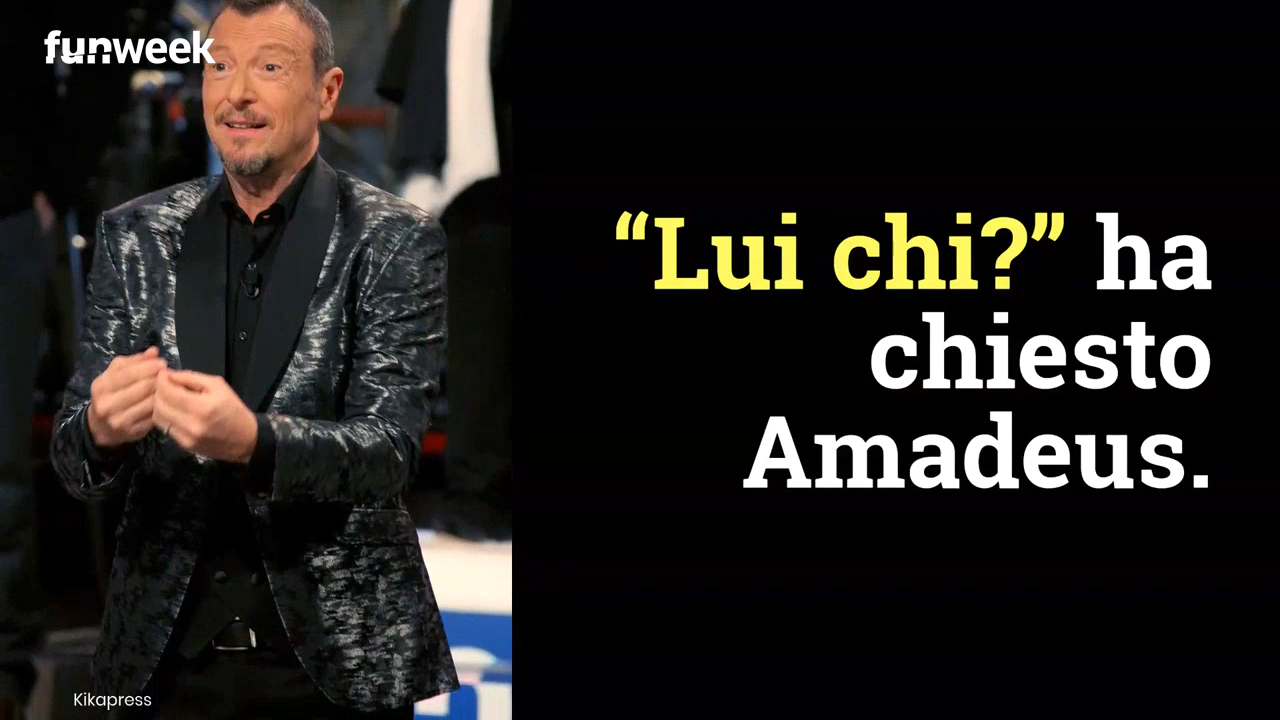 funweek
“Lui chi?” ha
chiesto
Amadeus.
Kikapress